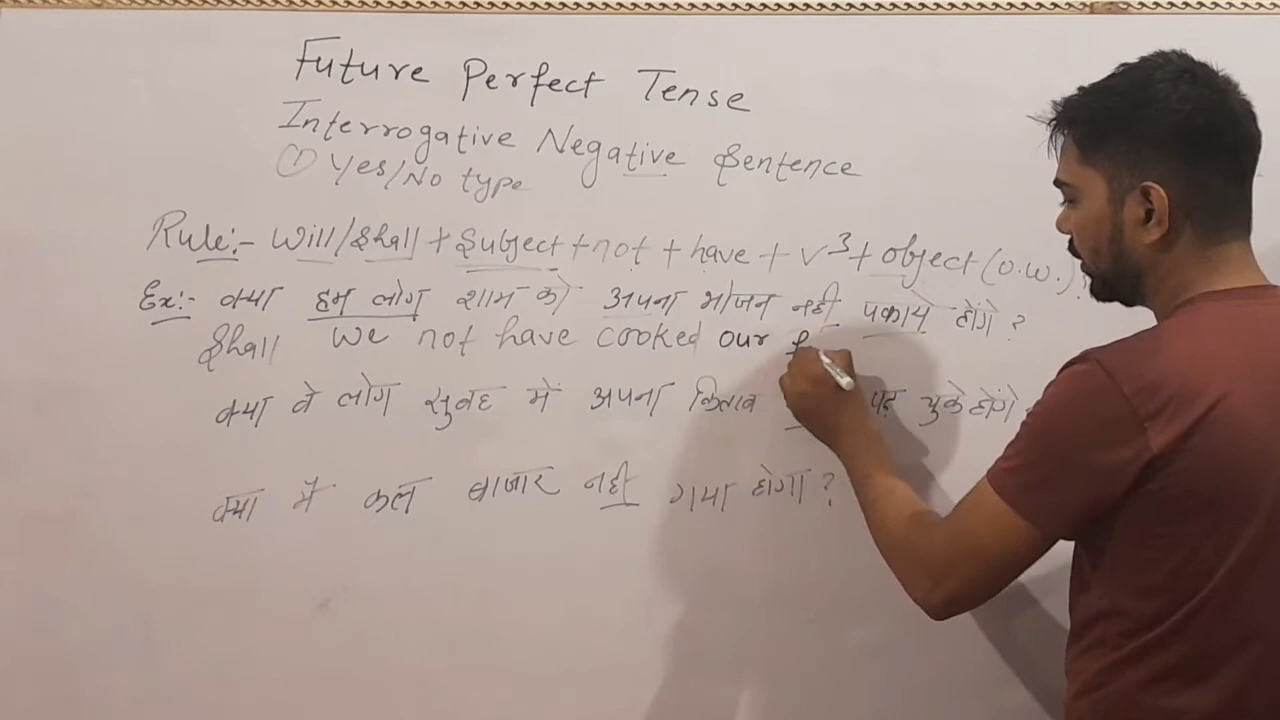 Future Perfect Tense
Interrogative Negative Sentence
① Yes/No type
Rule:- Will/Shall + Subject + not + have + v³ + object (o.w.)
Ex:- क्या हम लोग शाम को अपना भोजन नहीं पकाये होंगे ?
Shall we not have cooked our f
क्या वे लोग सुबह में अपना किताब पढ़ चुके होंगे
क्या मैं कल बाजार नहीं गया होगा ?